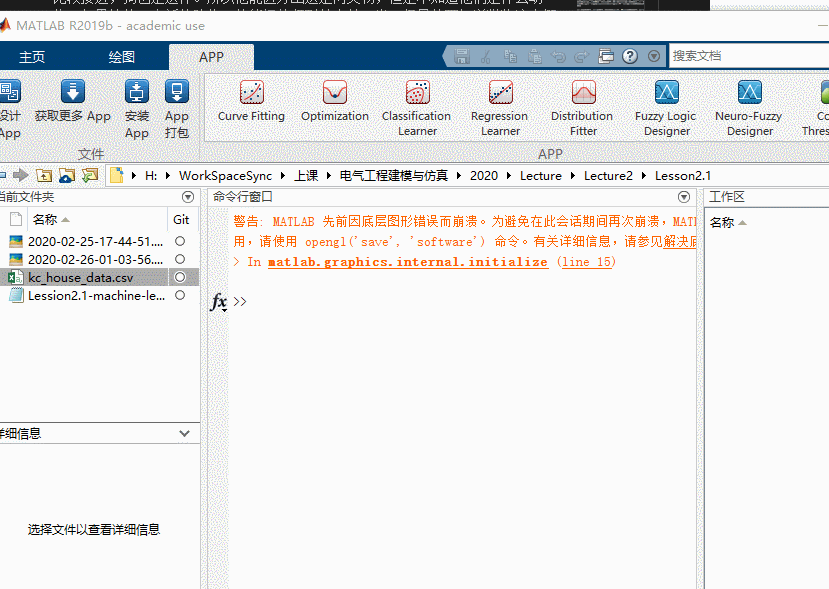 MATLAB R2019b - academic use
主页 绘图 APP 搜索文档
设计 App 获取更多 App 安装 App App 打包 Curve Fitting Optimization Classification Learner Regression Learner Distribution Fitter Fuzzy Logic Designer Neuro-Fuzzy Designer
文件 APP
H: WorkSpaceSync 上课 电气工程建模与仿真 2020 Lecture Lecture2 Lesson2.1
当前文件夹 命令行窗口 工作区
名称 Git
名称
警告: MATLAB 先前因底层图形错误而崩溃。为避免在此会话期间再次崩溃，MATL
用，请使用 opengl('save', 'software') 命令。有关详细信息，请参见解决底
> In matlab.graphics.internal.initialize (line 15)
fx >>
2020-02-25-17-44-51....
2020-02-26-01-03-56....
kc_house_data.csv
Lession2.1-machine-le...
详细信息
选择文件以查看详细信息